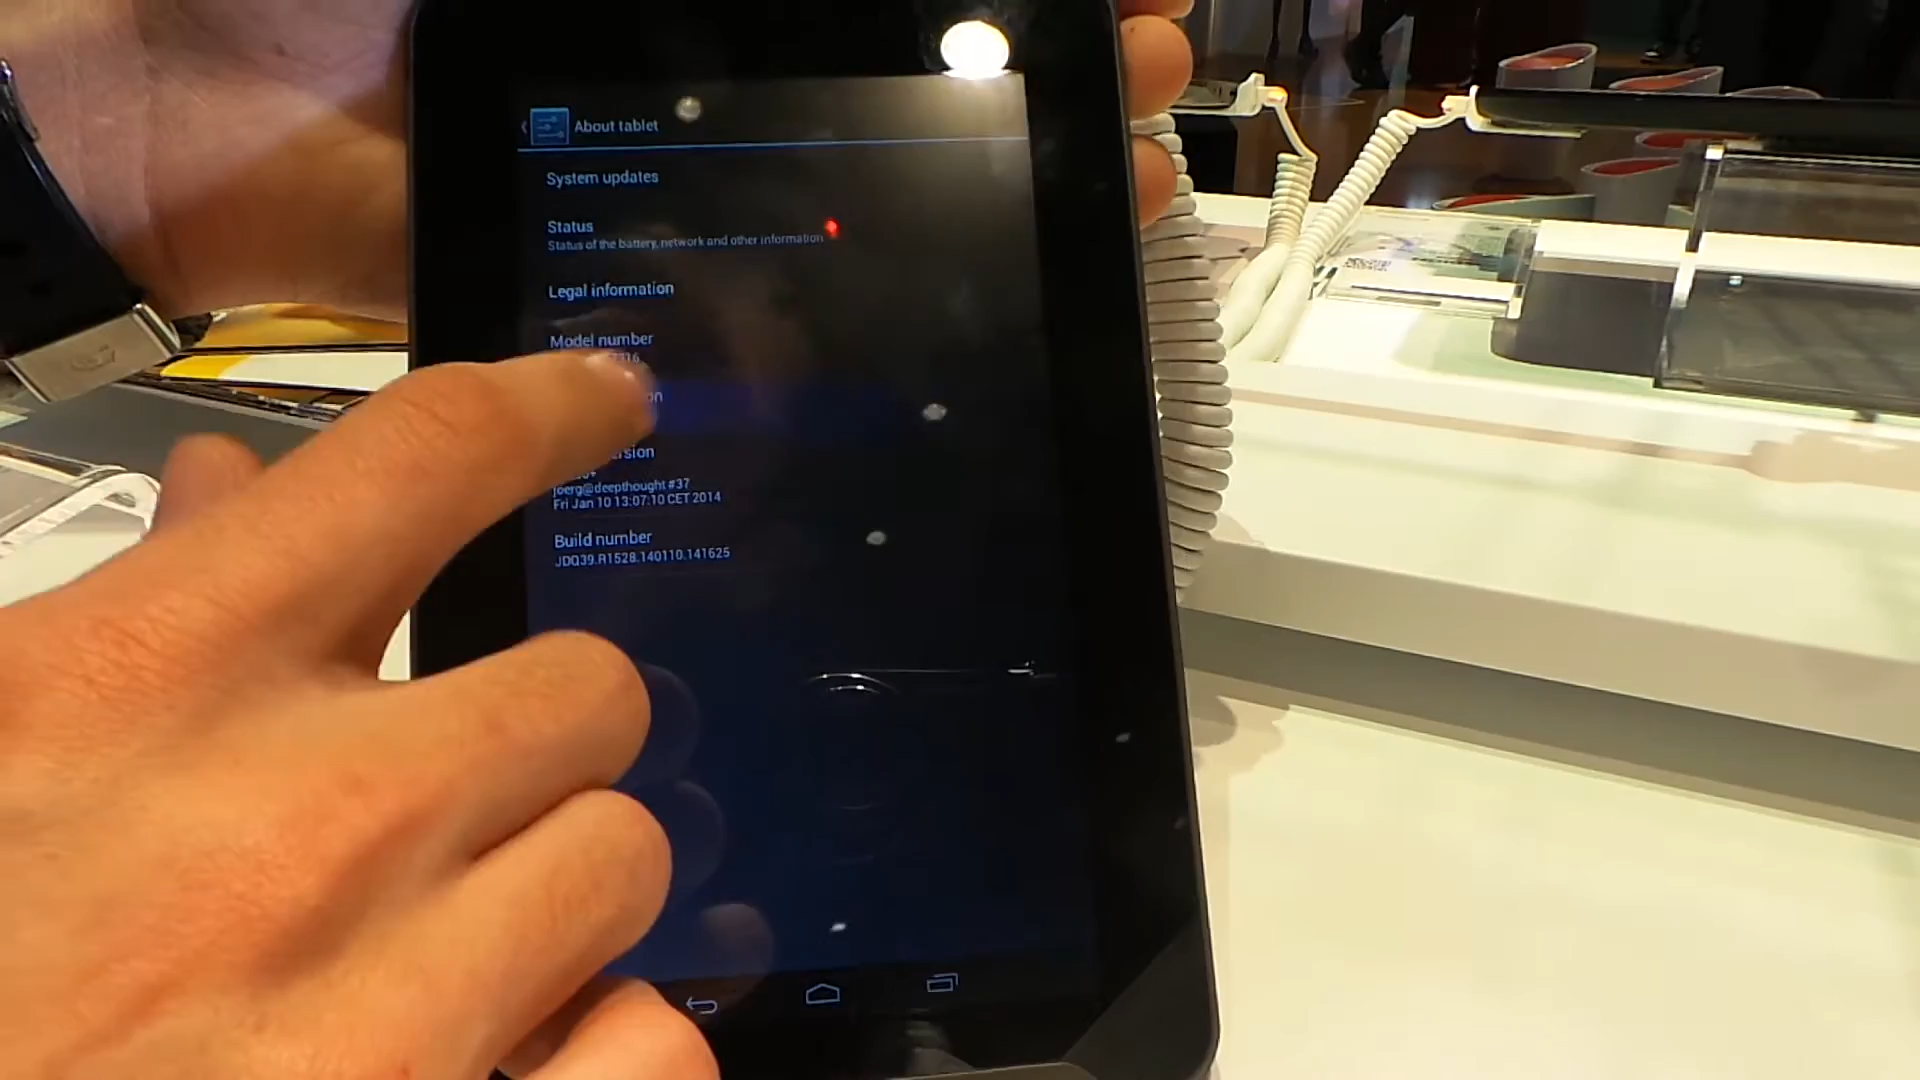 About tablet
System updates
Status
Status of the battery, network and other information
Legal information
Model number
joerg@deepthought #37
Fri Jan 10 13:07:10 CET 2014
Build number
JDQ39.R1528.140110.141625